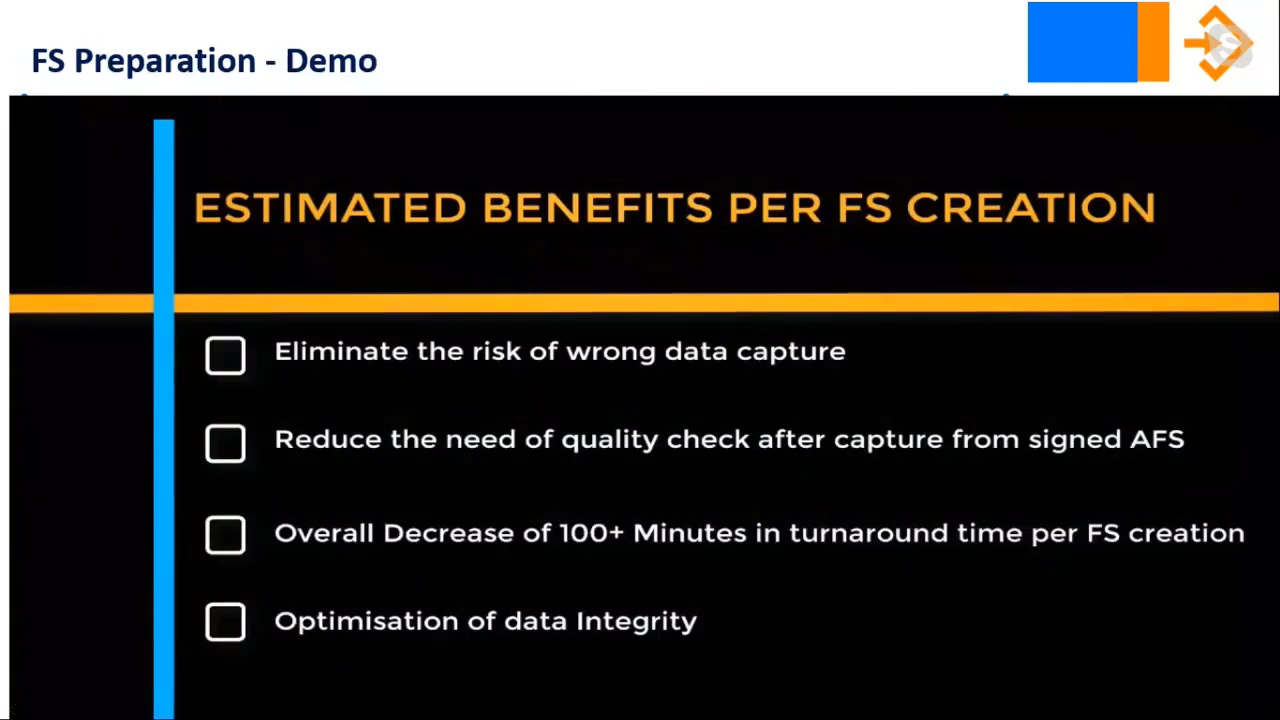 FS Preparation - Demo
ESTIMATED BENEFITS PER FS CREATION
Eliminate the risk of wrong data capture
Reduce the need of quality check after capture from signed AFS
Overall Decrease of 100+ Minutes in turnaround time per FS creation
Optimisation of data Integrity